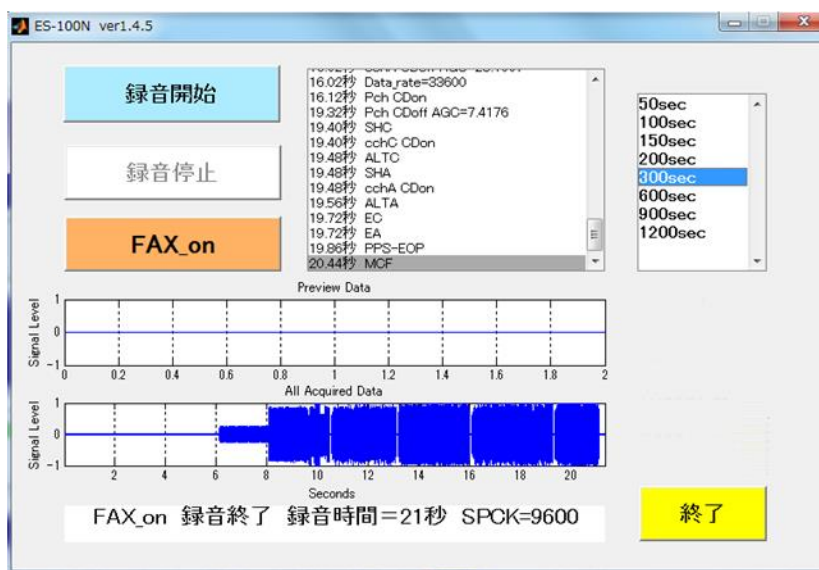 ES-100N ver1.4.5
録音開始
録音停止
FAX_on
16.02秒 Data_rate=33600
16.12秒 Pch CDon
19.32秒 Pch CDoff AGC=7.4176
19.40秒 SHC
19.40秒 cchC CDon
19.48秒 ALTC
19.48秒 SHA
19.48秒 cchA CDon
19.56秒 ALTA
19.72秒 EC
19.72秒 EA
19.86秒 PPS-EOP
20.44秒 MCF
50sec
100sec
150sec
200sec
300sec
600sec
900sec
1200sec
Preview Data
Signal Level
1
0
-1
0 0.2 0.4 0.6 0.8 1 1.2 1.4 1.6 1.8 2
All Acquired Data
Signal Level
1
0
-1
2 4 6 8 10 12 14 16 18 20
Seconds
FAX_on 録音終了 録音時間＝21秒 SPCK=9600
終了